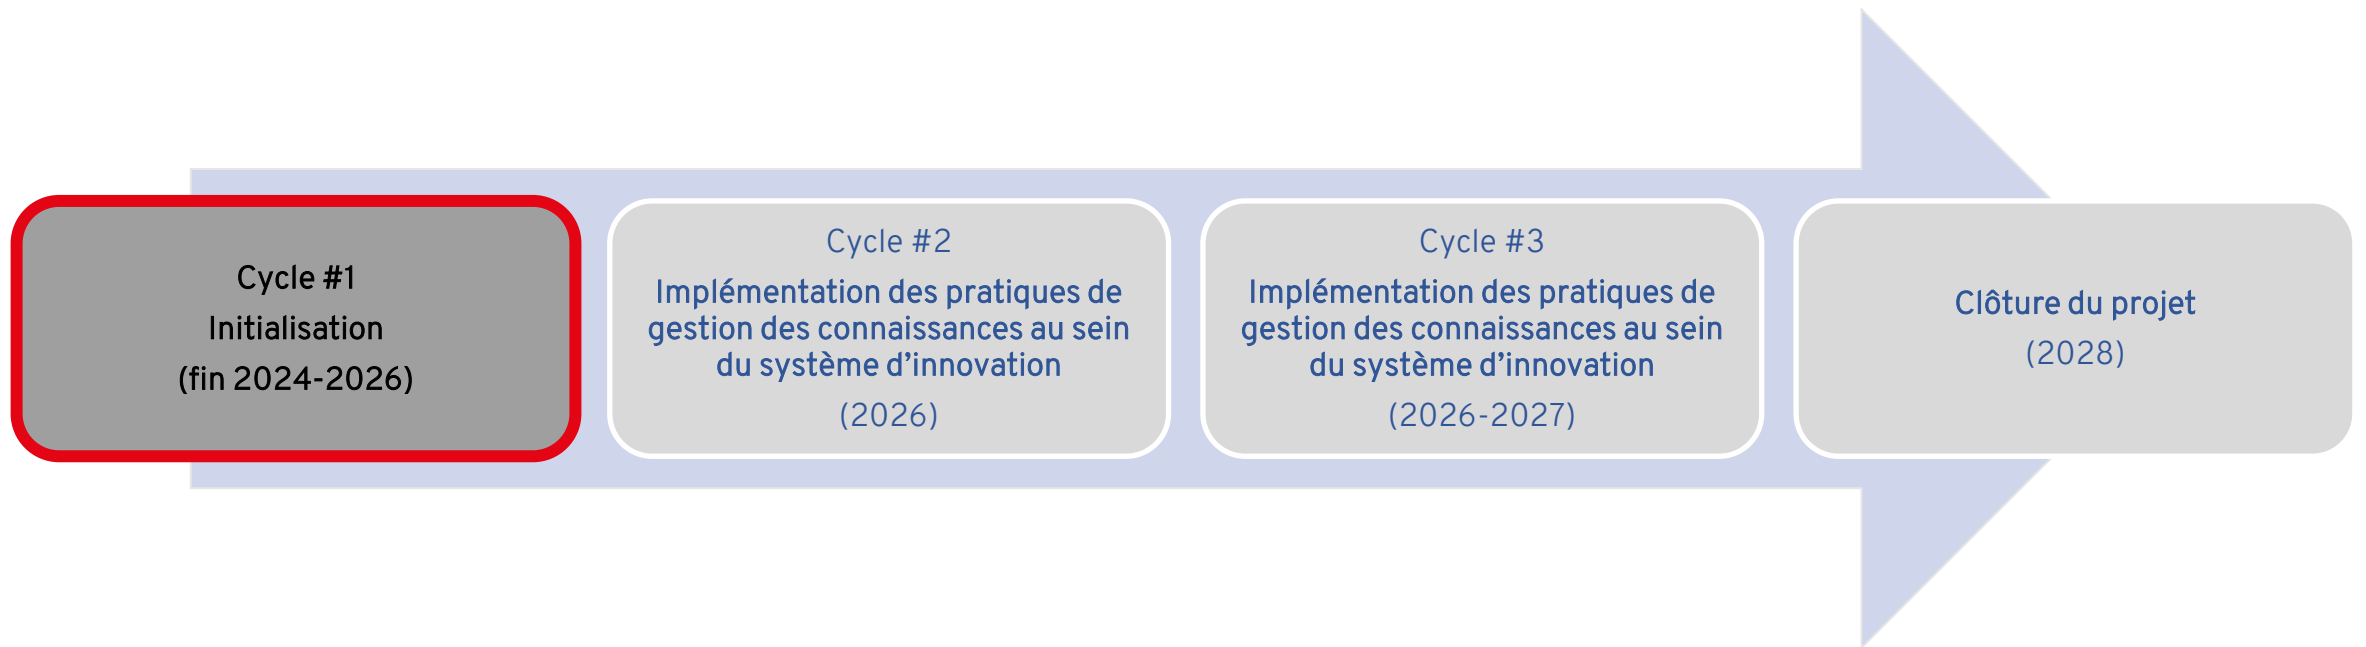 Cycle #1
Initialisation
(fin 2024-2026)
Cycle #2
Implémentation des pratiques de
gestion des connaissances au sein
du système d’innovation
(2026)
Cycle #3
Implémentation des pratiques de
gestion des connaissances au sein
du système d’innovation
(2026-2027)
Clôture du projet
(2028)